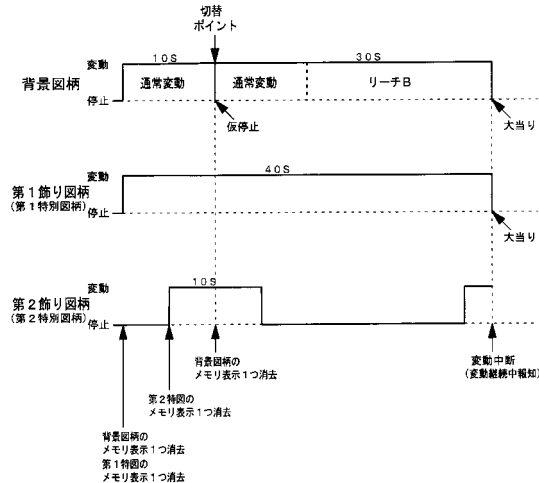 切替
ポイント
背景図柄
変動
停止
10S
30S
通常変動
通常変動
リーチB
仮停止
大当り
第1飾り図柄
(第1特別図柄)
変動
停止
40S
大当り
第2飾り図柄
(第2特別図柄)
変動
停止
10S
背景図柄の
メモリ表示1つ消去
変動中断
(変動継続中報知)
第2特図の
メモリ表示1つ消去
背景図柄の
メモリ表示1つ消去
第1特図の
メモリ表示1つ消去